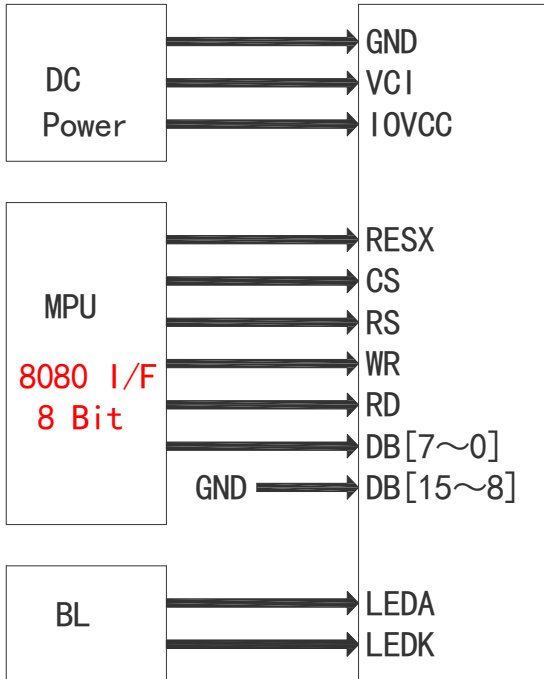 DC
Power
GND
VCI
IOVCC
MPU
8080 I/F
8 Bit
RESX
CS
RS
WR
RD
DB[7～0]
GND
DB[15～8]
BL
LEDA
LEDK